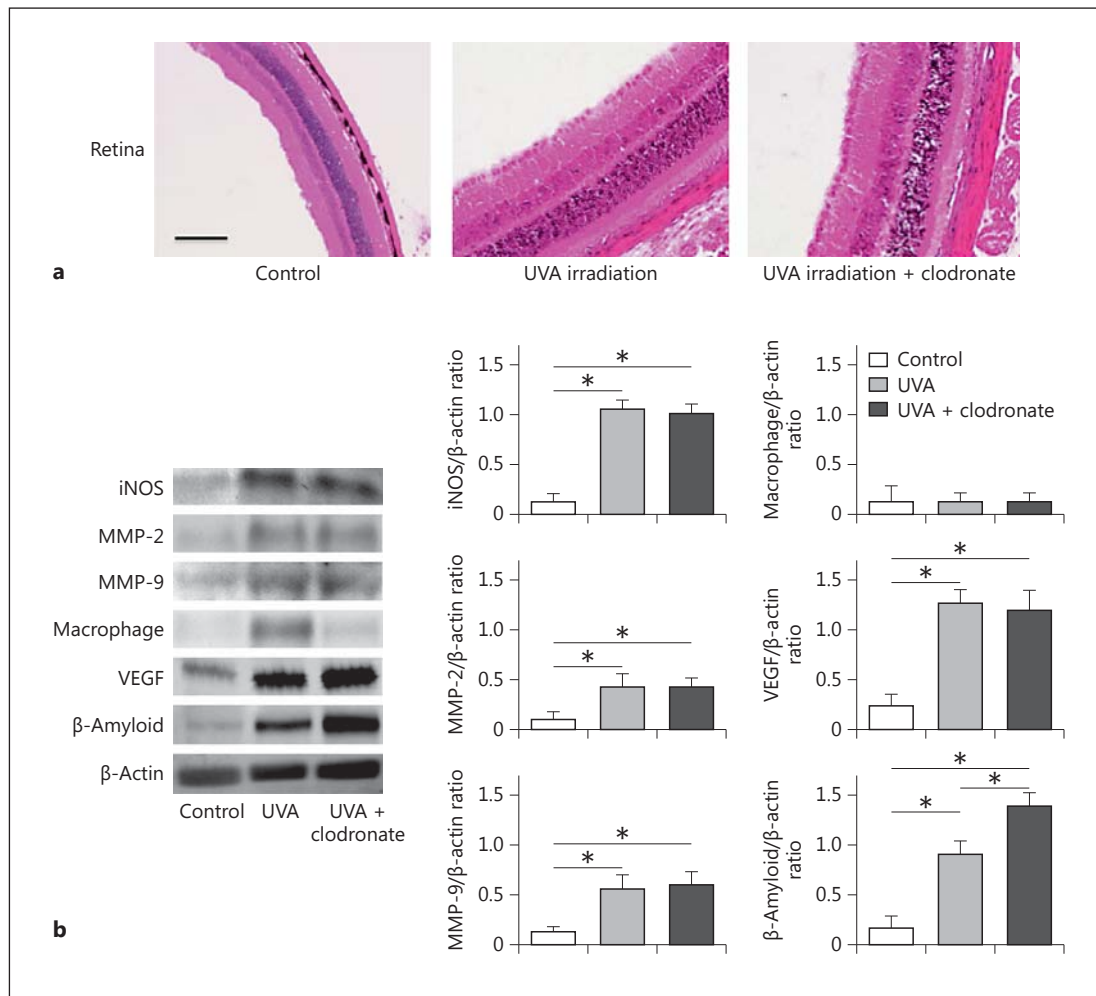 Retina
Control
UVA irradiation
UVA irradiation + clodronate
a
iNOS
MMP-2
MMP-9
Macrophage
VEGF
β-Amyloid
β-Actin
Control
UVA
UVA +
clodronate
iNOS/β-actin ratio
1.5
1.0
0.5
0
*
*
Macrophage/β-actin
ratio
1.5
1.0
0.5
0
Control
UVA
UVA + clodronate
MMP-2/β-actin ratio
1.5
1.0
0.5
0
*
*
VEGF/β-actin
ratio
1.5
1.0
0.5
0
*
*
MMP-9/β-actin ratio
1.5
1.0
0.5
0
*
*
β-Amyloid/β-actin
ratio
1.5
1.0
0.5
0
*
*
*
b